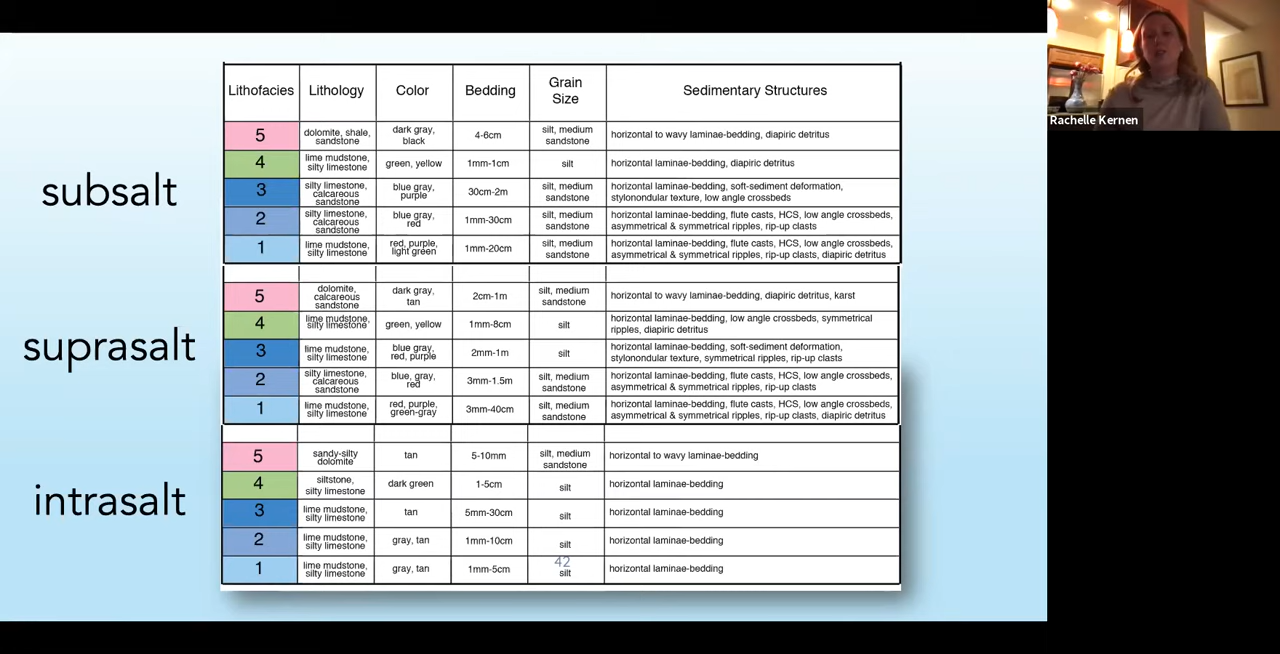 Lithofacies Lithology Color Bedding Grain Size Sedimentary Structures
subsalt
5 dolomite, shale, sandstone dark gray, black 4-6cm silt, medium sandstone horizontal to wavy laminae-bedding, diapiric detritus
4 lime mudstone, silty limestone green, yellow 1mm-1cm silt horizontal laminae-bedding, diapiric detritus
3 silty limestone, calcareous sandstone blue gray, purple 30cm-2m silt, medium sandstone horizontal laminae-bedding, soft-sediment deformation, stylonondular texture, low angle crossbeds
2 silty limestone, calcareous sandstone blue gray, red 1mm-30cm silt, medium sandstone horizontal laminae-bedding, flute casts, HCS, low angle crossbeds, asymmetrical & symmetrical ripples, rip-up clasts
1 lime mudstone, silty limestone red, purple, light green 1mm-20cm silt, medium sandstone horizontal laminae-bedding, flute casts, HCS, low angle crossbeds, asymmetrical & symmetrical ripples, rip-up clasts, diapiric detritus
suprasalt
5 dolomite, calcareous sandstone dark gray, tan 2cm-1m silt, medium sandstone horizontal to wavy laminae-bedding, diapiric detritus, karst
4 lime mudstone, silty limestone green, yellow 1mm-8cm silt horizontal laminae-bedding, low angle crossbeds, symmetrical ripples, diapiric detritus
3 lime mudstone, silty limestone blue gray, red, purple 2mm-1m silt horizontal laminae-bedding, soft-sediment deformation, stylonondular texture, symmetrical ripples, rip-up clasts
2 silty limestone, calcareous sandstone blue, gray, red 3mm-1.5m silt, medium sandstone horizontal laminae-bedding, flute casts, HCS, low angle crossbeds, asymmetrical & symmetrical ripples, rip-up clasts
1 lime mudstone, silty limestone red, purple, green-gray 3mm-40cm silt, medium sandstone horizontal laminae-bedding, flute casts, HCS, low angle crossbeds, asymmetrical & symmetrical ripples, rip-up clasts, diapiric detritus
intrasalt
5 sandy-silty dolomite tan 5-10mm silt, medium sandstone horizontal to wavy laminae-bedding
4 siltstone, silty limestone dark green 1-5cm silt horizontal laminae-bedding
3 lime mudstone, silty limestone tan 5mm-30cm silt horizontal laminae-bedding
2 lime mudstone, silty limestone gray, tan 1mm-10cm silt horizontal laminae-bedding
1 lime mudstone, silty limestone gray, tan 1mm-5cm silt horizontal laminae-bedding
42
Rachelle Kernen